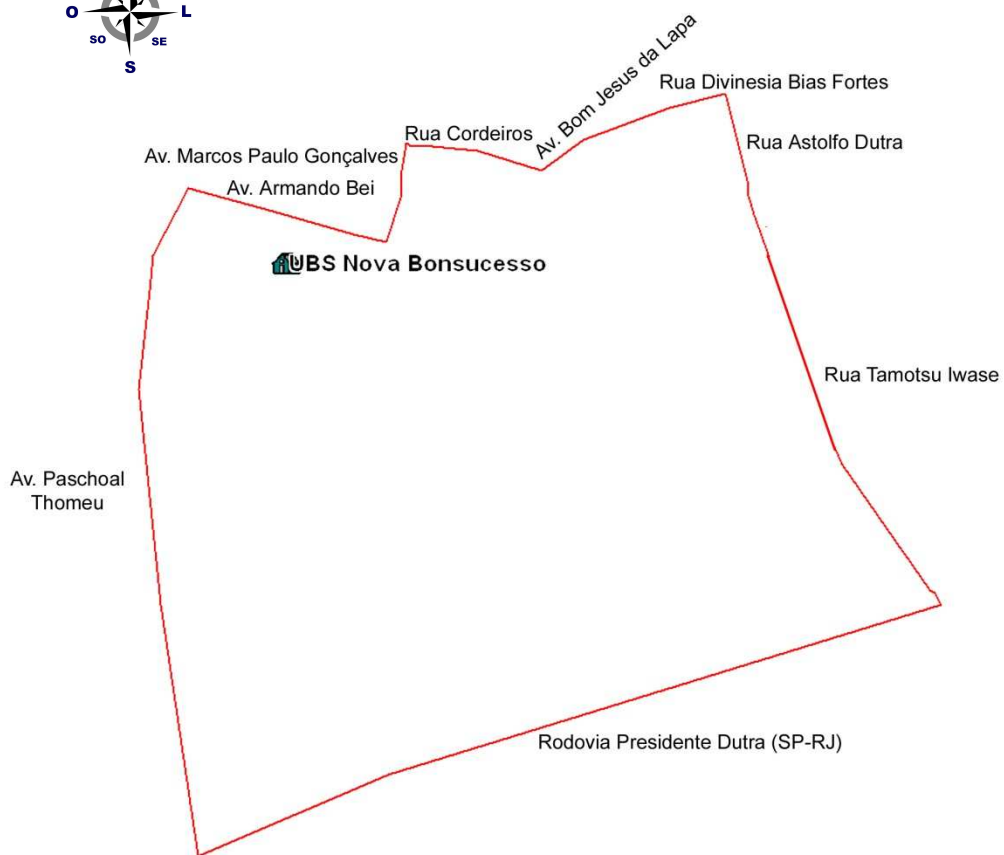 O
L
SO
SE
S
Av. Bom Jesus da Lapa
Rua Divinesia Bias Fortes
Rua Cordeiros
Rua Astolfo Dutra
Av. Marcos Paulo Gonçalves
Av. Armando Bei
UBS Nova Bonsucesso
Rua Tamotsu Iwase
Av. Paschoal
Thomeu
Rodovia Presidente Dutra (SP-RJ)